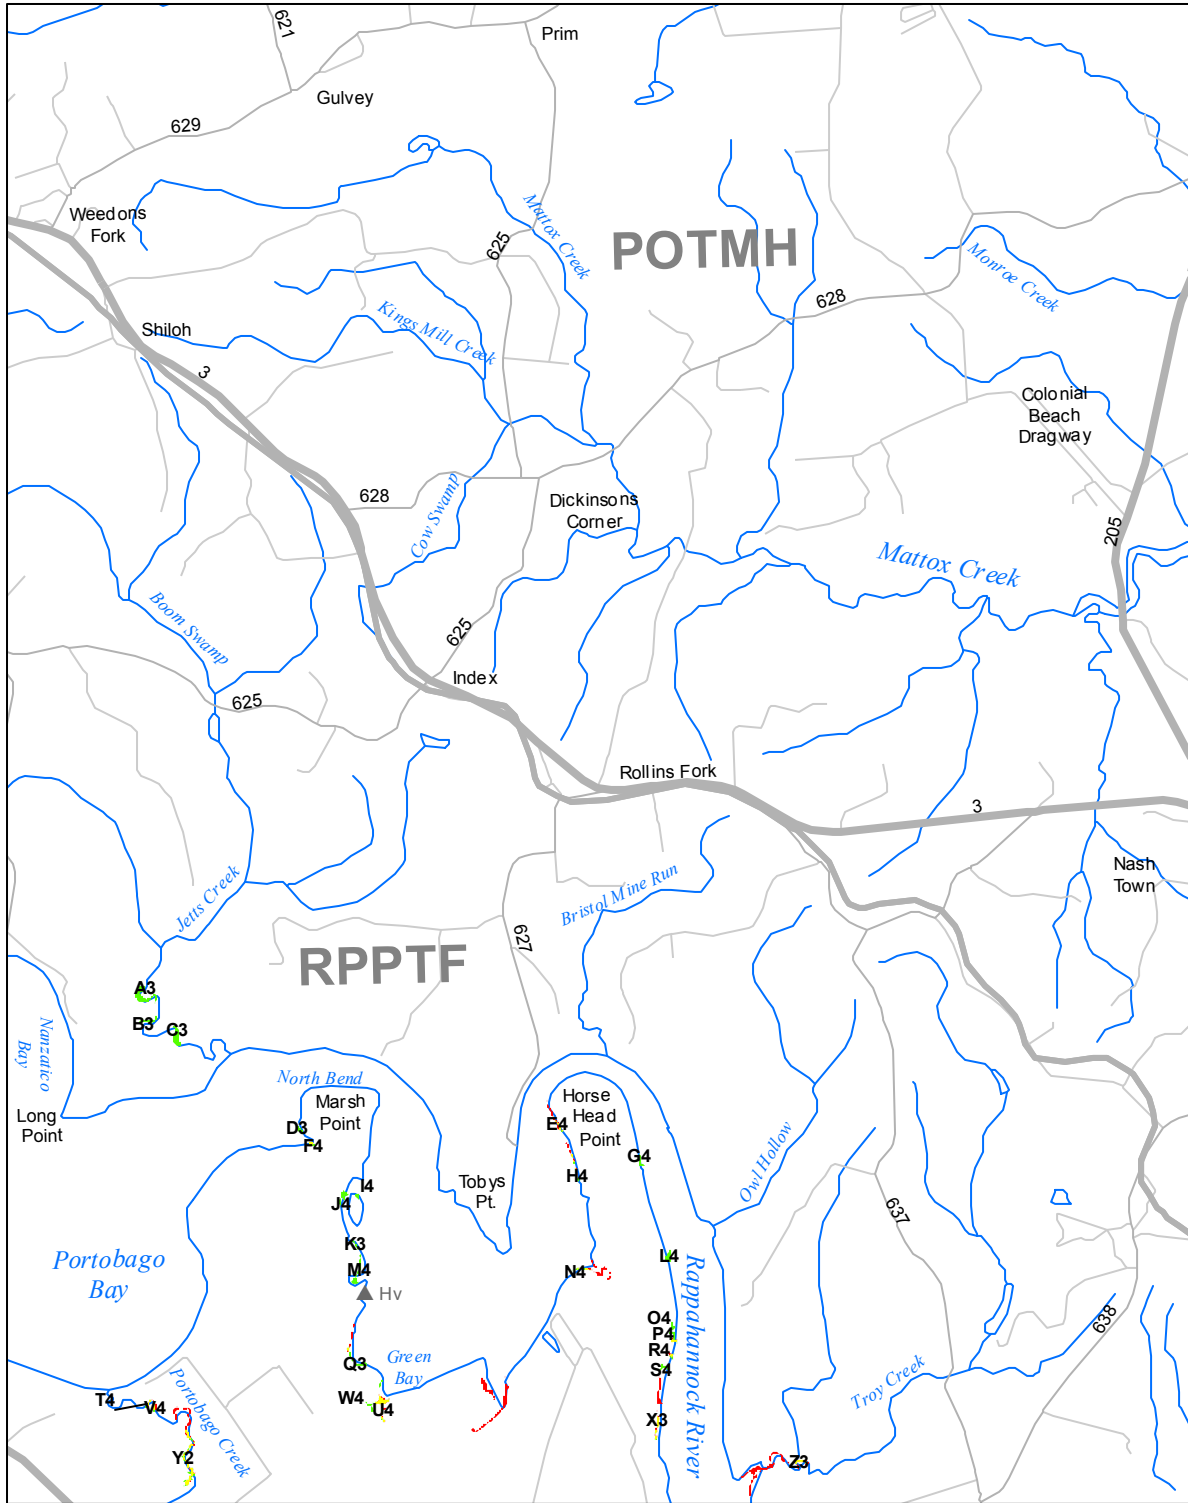 621
Prim
Gulvey
629
Weedons
Fork
Mattox Creek
625
POTMH
Monroe Creek
628
Kings Mill Creek
Shiloh
3
Colonial
Beach
Dragway
628
Cow Swamp
Dickinsons
Corner
205
Mattox Creek
Boom Swamp
625
Index
625
Rollins Fork
3
Nash
Town
Jetts Creek
Bristol Mine Run
627
RPPTF
A3
B3
C3
Nanzatico
Bay
Long
Point
North Bend
Marsh
Point
D3
F4
Horse
Head
Point
E4
H4
G4
Owl Hollow
Tobys
Pt.
I4
J4
K3
M4
Hv
637
Portobago
Bay
N4
L4
Rappahannock River
O4
P4
R4
S4
X3
638
Troy Creek
Green
Bay
Q3
W4
U4
T4
V4
Portobago Creek
Y2
Z3